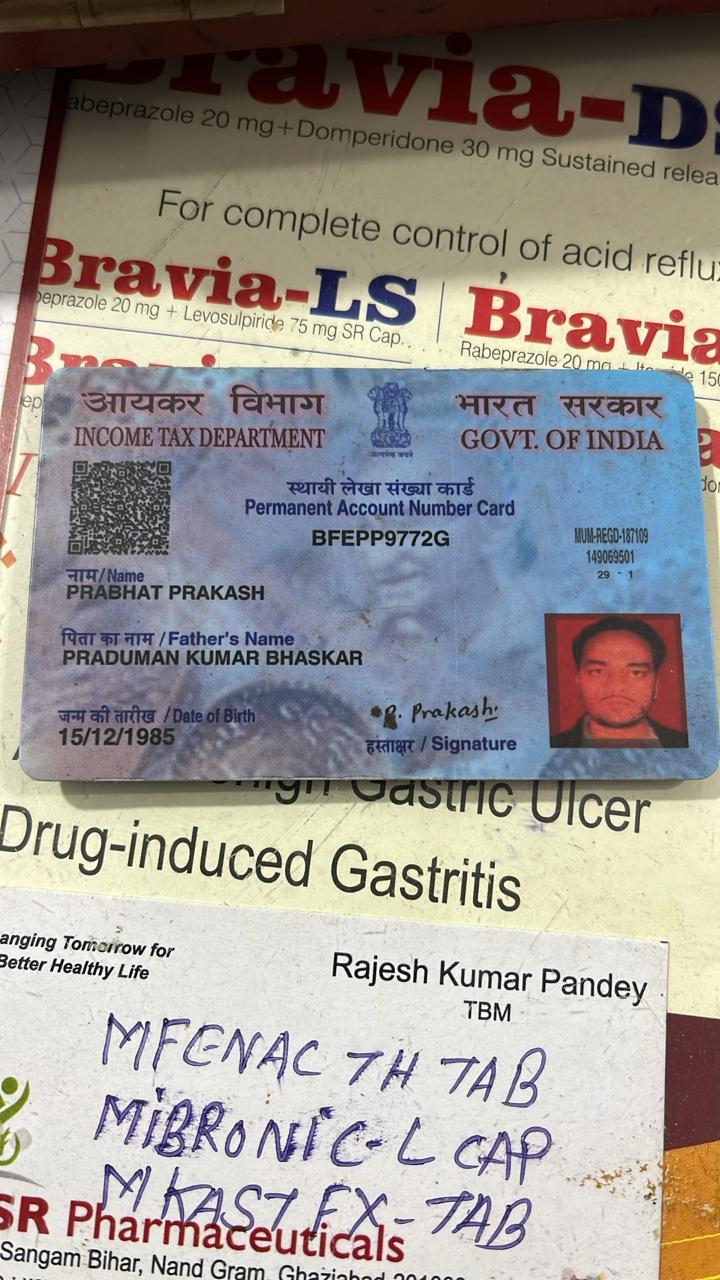 Bravia-DS
abeprazole 20 mg+Domperidone 30 mg Sustained relea
For complete control of acid reflu
Bravia-LS
beprazole 20 mg + Levosulpiride 75 mg SR Cap.
Bravia
Rabeprazole 20 mg +
आयकर विभाग
INCOME TAX DEPARTMENT
सत्यमेव जयते
भारत सरकार
GOVT. OF INDIA
स्थायी लेखा संख्या कार्ड
Permanent Account Number Card
BFEPP9772G
MUM-REGD-187109
149069501
29 - 1
नाम/Name
PRABHAT PRAKASH
पिता का नाम /Father's Name
PRADUMAN KUMAR BHASKAR
जन्म की तारीख /Date of Birth
15/12/1985
P. Prakash
हस्ताक्षर / Signature
Gastric Ulcer
Drug-induced Gastritis
anging Tomorrow for
Better Healthy Life
Rajesh Kumar Pandey
TBM
MFENAC TH TAB
MIBRONIC-L CAP
MKAST FX-TAB
SR Pharmaceuticals
Sangam Bihar, Nand Gram, Ghaziabad